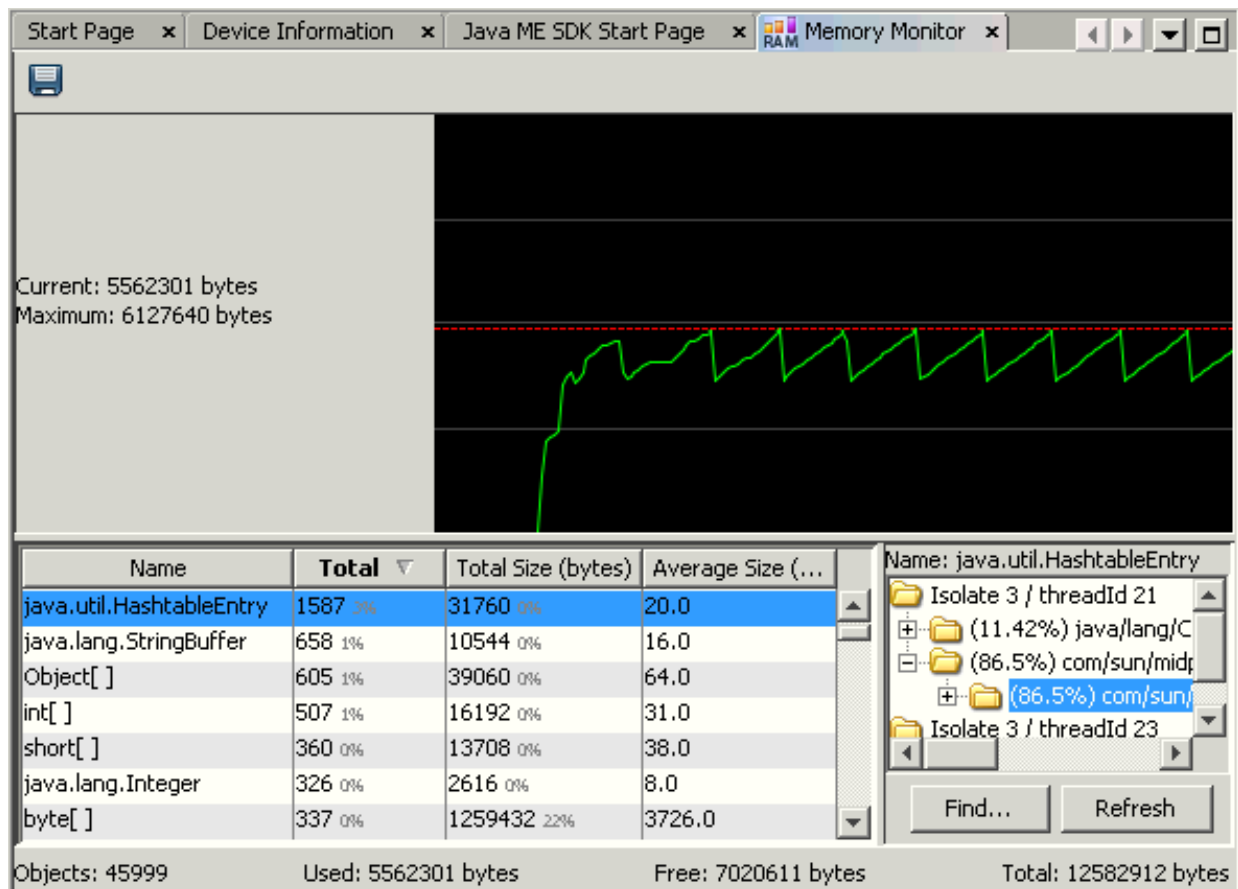 Start Page x Device Information x Java ME SDK Start Page x RAM Memory Monitor x
Current: 5562301 bytes
Maximum: 6127640 bytes
Name Total Total Size (bytes) Average Size (...
java.util.HashtableEntry 1587 3% 31760 0% 20.0
java.lang.StringBuffer 658 1% 10544 0% 16.0
Object[ ] 605 1% 39060 0% 64.0
int[ ] 507 1% 16192 0% 31.0
short[ ] 360 0% 13708 0% 38.0
java.lang.Integer 326 0% 2616 0% 8.0
byte[ ] 337 0% 1259432 22% 3726.0
Name: java.util.HashtableEntry
Isolate 3 / threadId 21
(11.42%) java/lang/C
(86.5%) com/sun/midp
(86.5%) com/sun/
Isolate 3 / threadId 23
Find... Refresh
Objects: 45999 Used: 5562301 bytes Free: 7020611 bytes Total: 12582912 bytes